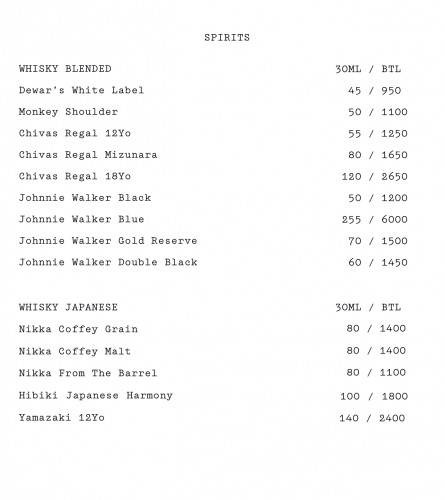 SPIRITS
WHISKY BLENDED 30ML / BTL
Dewar's White Label 45 / 950
Monkey Shoulder 50 / 1100
Chivas Regal 12Yo 55 / 1250
Chivas Regal Mizunara 80 / 1650
Chivas Regal 18Yo 120 / 2650
Johnnie Walker Black 50 / 1200
Johnnie Walker Blue 255 / 6000
Johnnie Walker Gold Reserve 70 / 1500
Johnnie Walker Double Black 60 / 1450
WHISKY JAPANESE 30ML / BTL
Nikka Coffey Grain 80 / 1400
Nikka Coffey Malt 80 / 1400
Nikka From The Barrel 80 / 1100
Hibiki Japanese Harmony 100 / 1800
Yamazaki 12Yo 140 / 2400